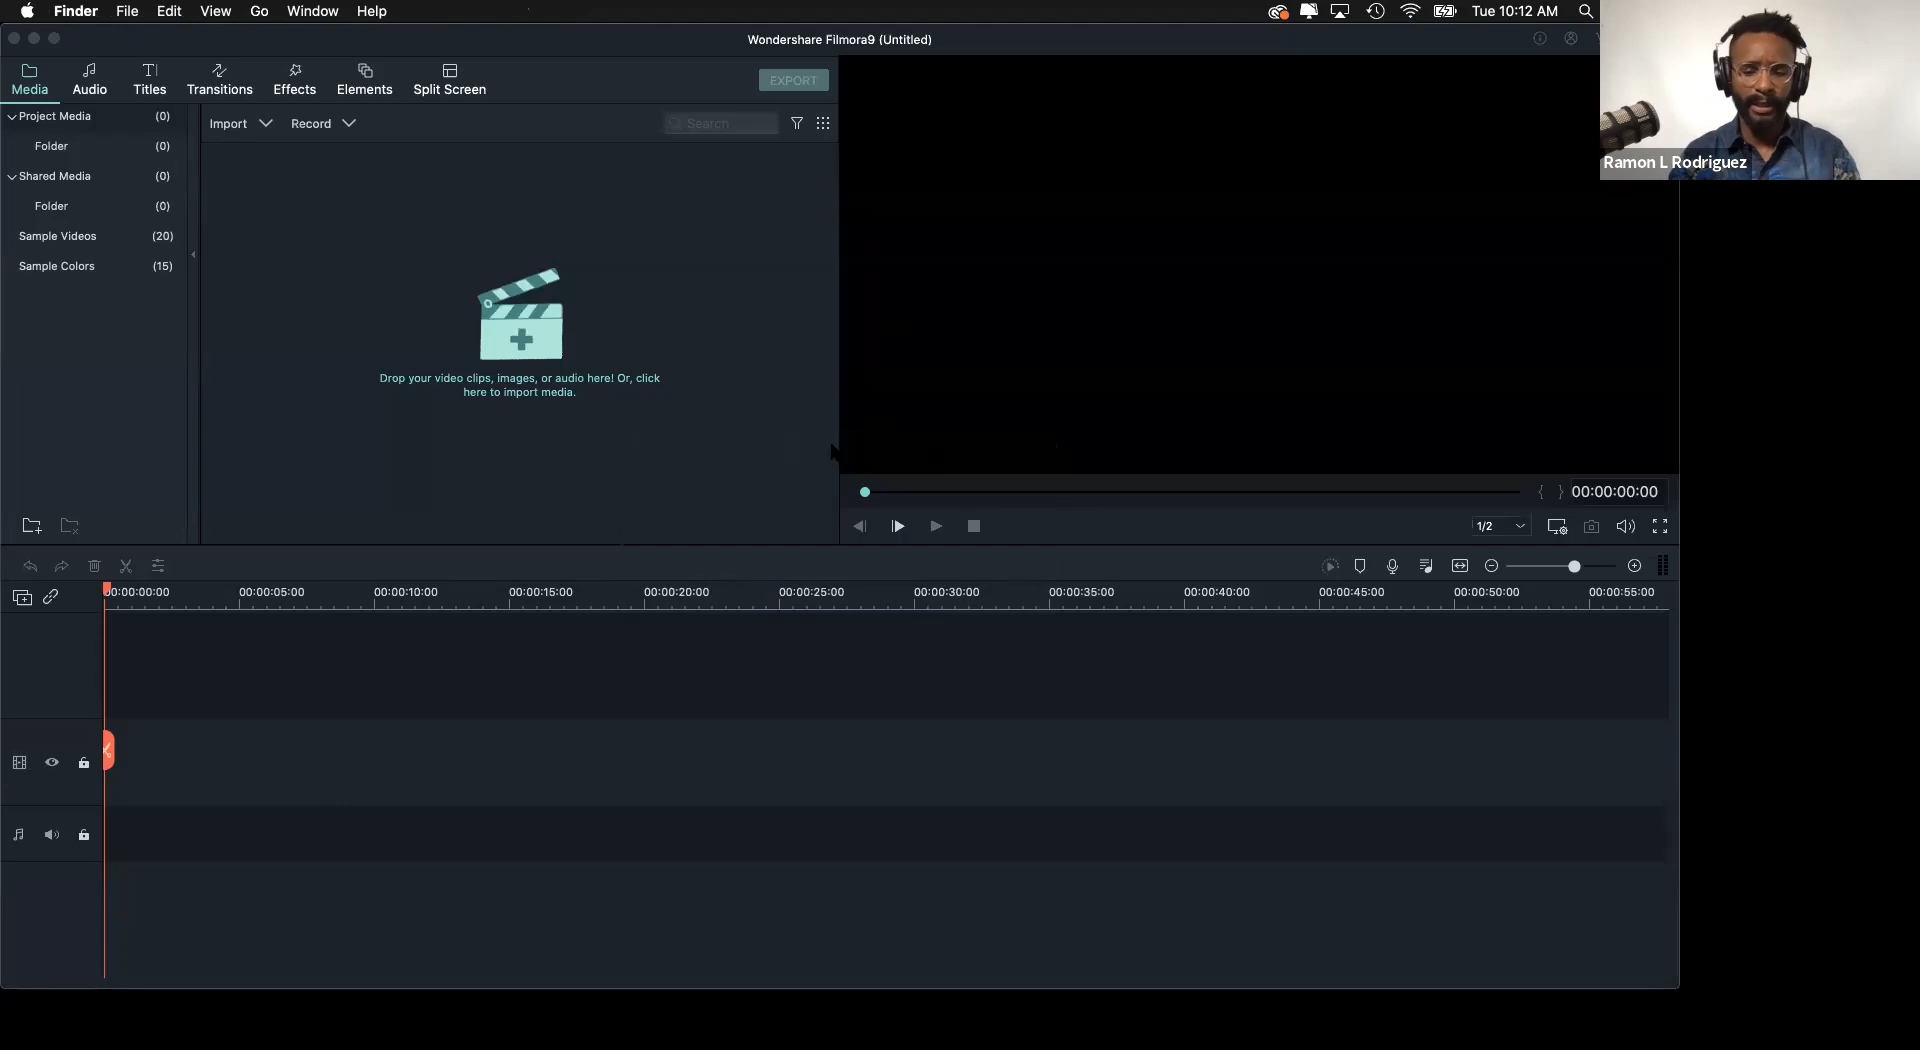 Finder File Edit View Go Window Help
Tue 10:12 AM
Wondershare Filmora9 (Untitled)
Media Audio Titles Transitions Effects Elements Split Screen
EXPORT
Project Media (0)
Folder (0)
Shared Media (0)
Folder (0)
Sample Videos (20)
Sample Colors (15)
Import Record
Search
Drop your video clips, images, or audio here! Or, click
here to import media.
Ramon L Rodriguez
{ } 00:00:00:00
1/2
00:00:00:00 00:00:05:00 00:00:10:00 00:00:15:00 00:00:20:00 00:00:25:00 00:00:30:00 00:00:35:00 00:00:40:00 00:00:45:00 00:00:50:00 00:00:55:00